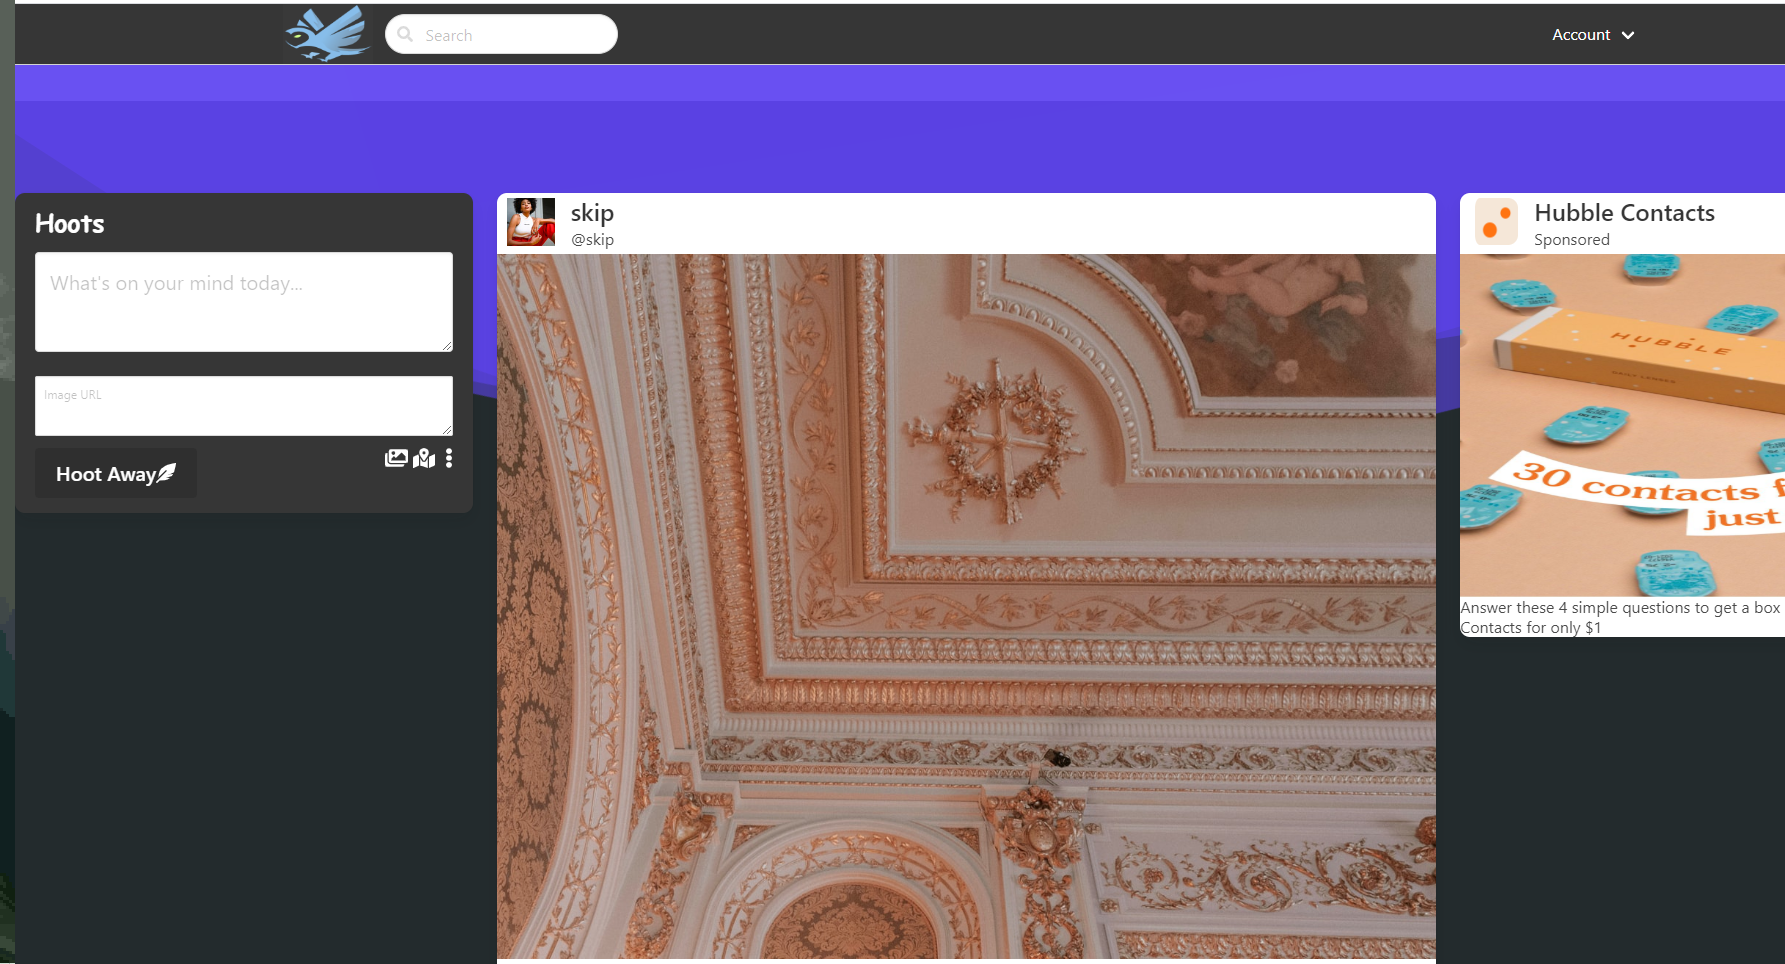 Search
Account
Hoots
What's on your mind today...
Image URL
Hoot Away
skip
@skip
Hubble Contacts
Sponsored
HUBBLE
30 contacts f
just
Answer these 4 simple questions to get a box
Contacts for only $1